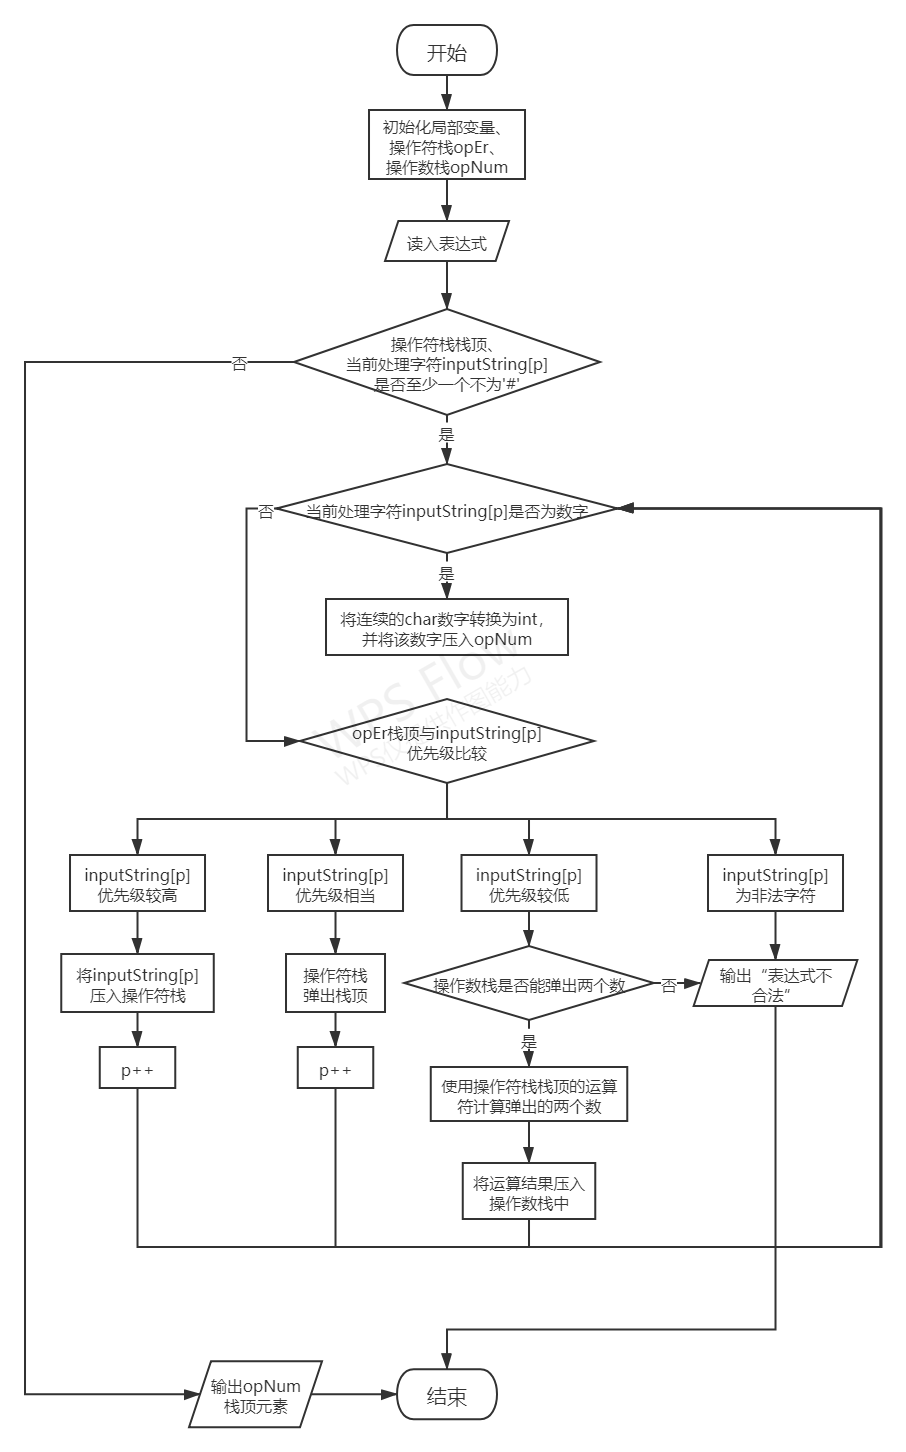 开始
初始化局部变量、
操作符栈opEr、
操作数栈opNum
读入表达式
操作符栈栈顶、
当前处理字符inputString[p]
是否至少一个不为'#'
否
是
当前处理字符inputString[p]是否为数字
否
是
将连续的char数字转换为int,
并将该数字压入opNum
WPS Flow
opEr栈顶与inputString[p]
优先级比较
inputString[p]
优先级较高
inputString[p]
优先级相当
inputString[p]
优先级较低
inputString[p]
为非法字符
将inputString[p]
压入操作符栈
操作符栈
弹出栈顶
操作数栈是否能弹出两个数
否
输出“表达式不
合法”
是
p++
p++
使用操作符栈栈顶的运算
符计算弹出的两个数
将运算结果压入
操作数栈中
输出opNum
栈顶元素
结束